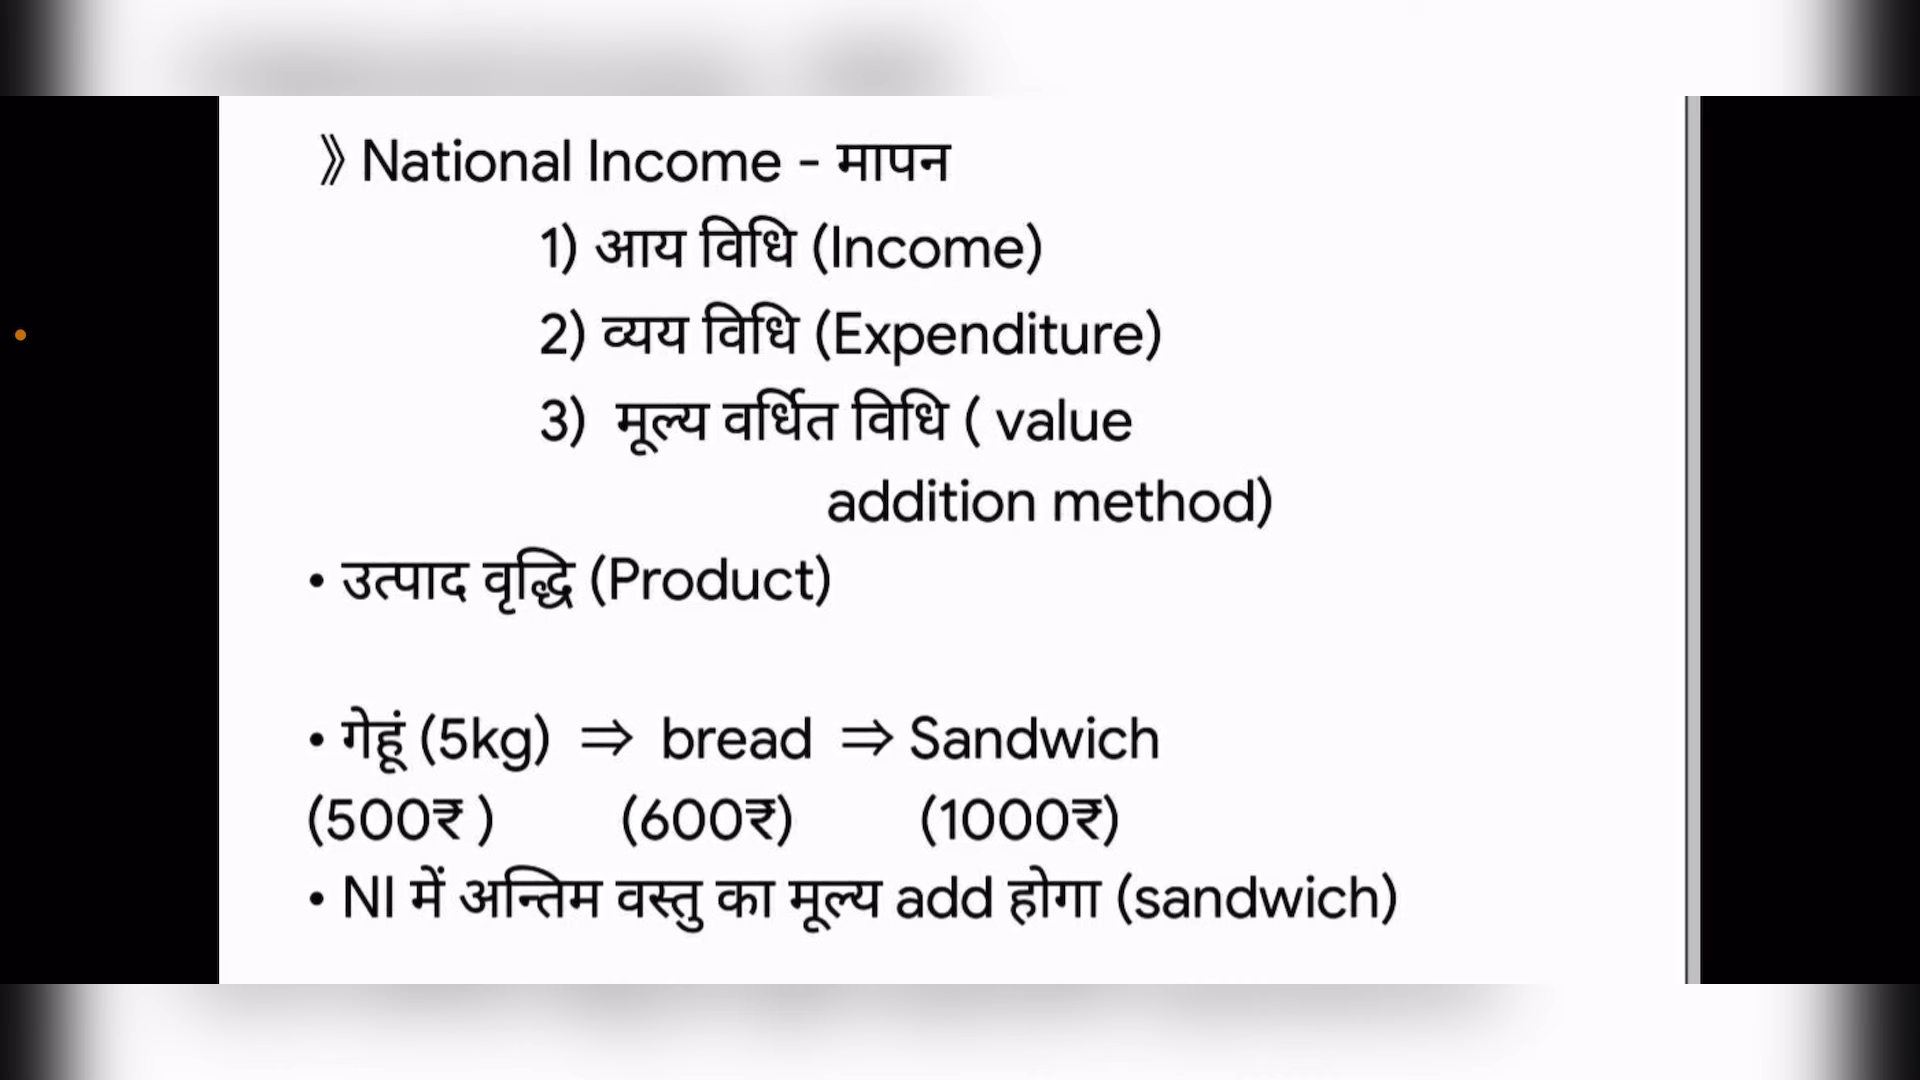 》National Income - मापन
1) आय विधि (Income)
2) व्यय विधि (Expenditure)
3) मूल्य वर्धित विधि ( value
addition method)
• उत्पाद वृद्धि (Product)
• गेहूं (5kg) ⇒ bread ⇒ Sandwich
(500₹ ) (600₹) (1000₹)
• NI में अन्तिम वस्तु का मूल्य add होगा (sandwich)